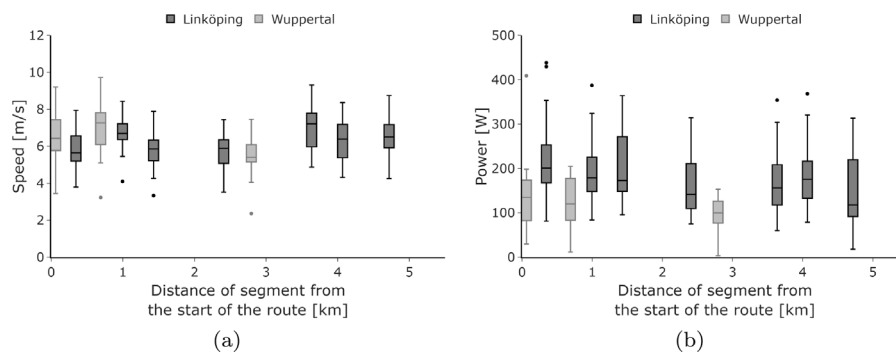 Linköping Wuppertal
12
10
8
6
4
2
0
Speed [m/s]
0 1 2 3 4 5
Distance of segment from
the start of the route [km]
(a)
Linköping Wuppertal
500
400
300
200
100
0
Power [W]
0 1 2 3 4 5
Distance of segment from
the start of the route [km]
(b)